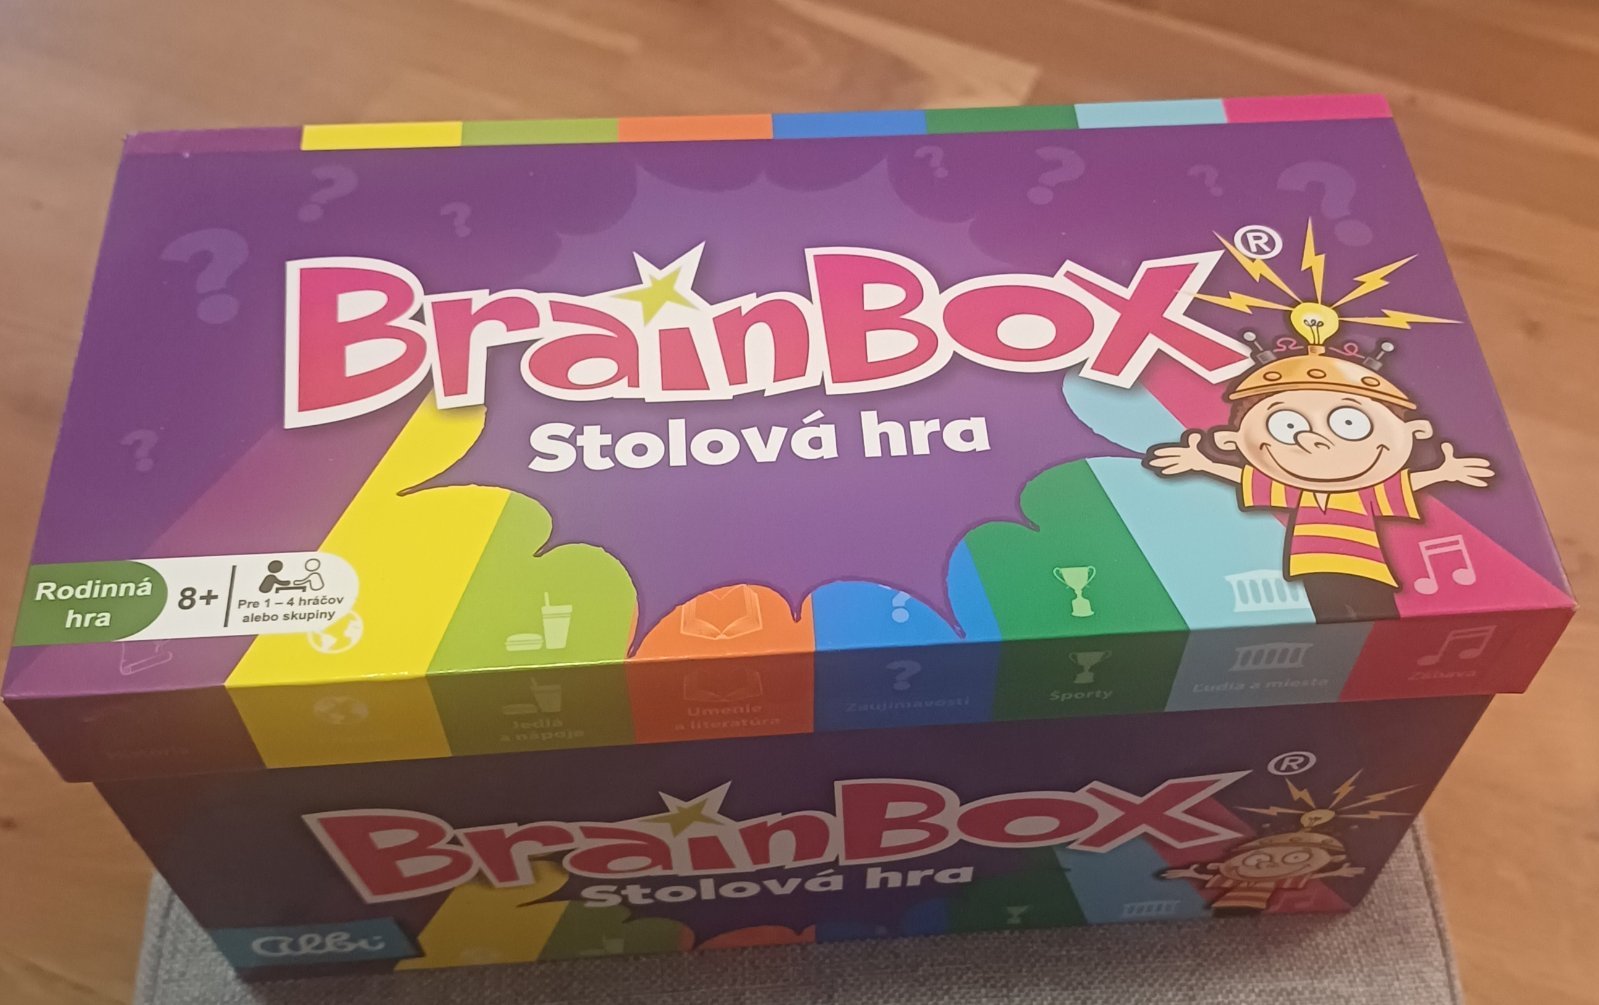 BrainBox®
Stolová hra
Rodinná
hra
8+
Pre 1 – 4 hráčov
alebo skupiny
História
Jedlá
a nápoje
Umenie
a literatúra
Zaujímavosti
Športy
Ľudia a miesta
Zábava
BrainBox®
Stolová hra
albi